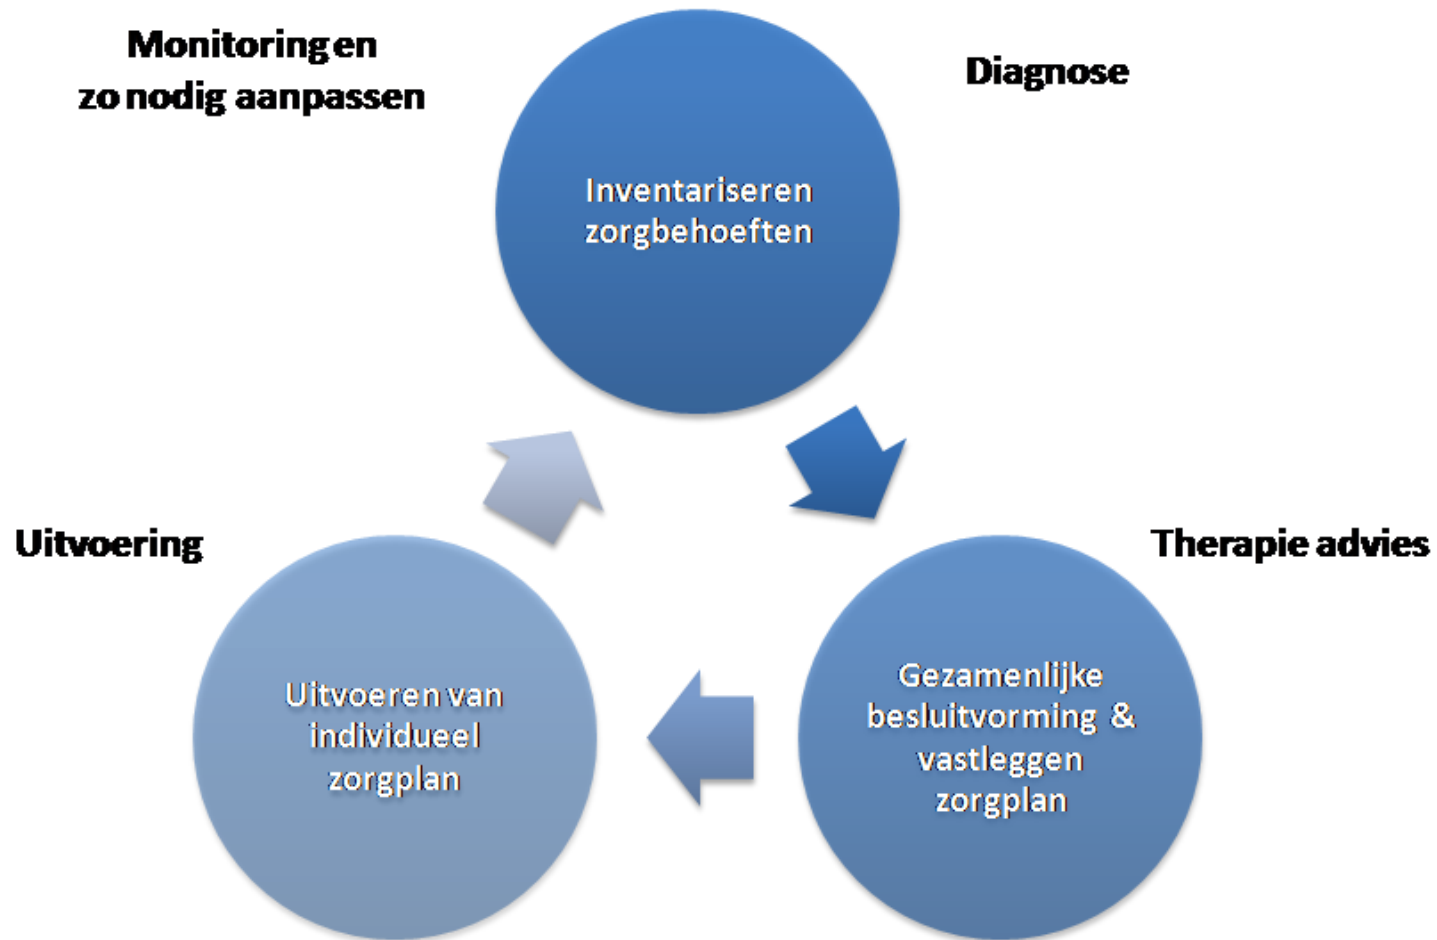 Monitoring en
zo nodig aanpassen
Diagnose
Inventariseren
zorgbehoeften
Uitvoering
Therapie advies
Uitvoeren van
individueel
zorgplan
Gezamenlijke
besluitvorming &
vastleggen
zorgplan